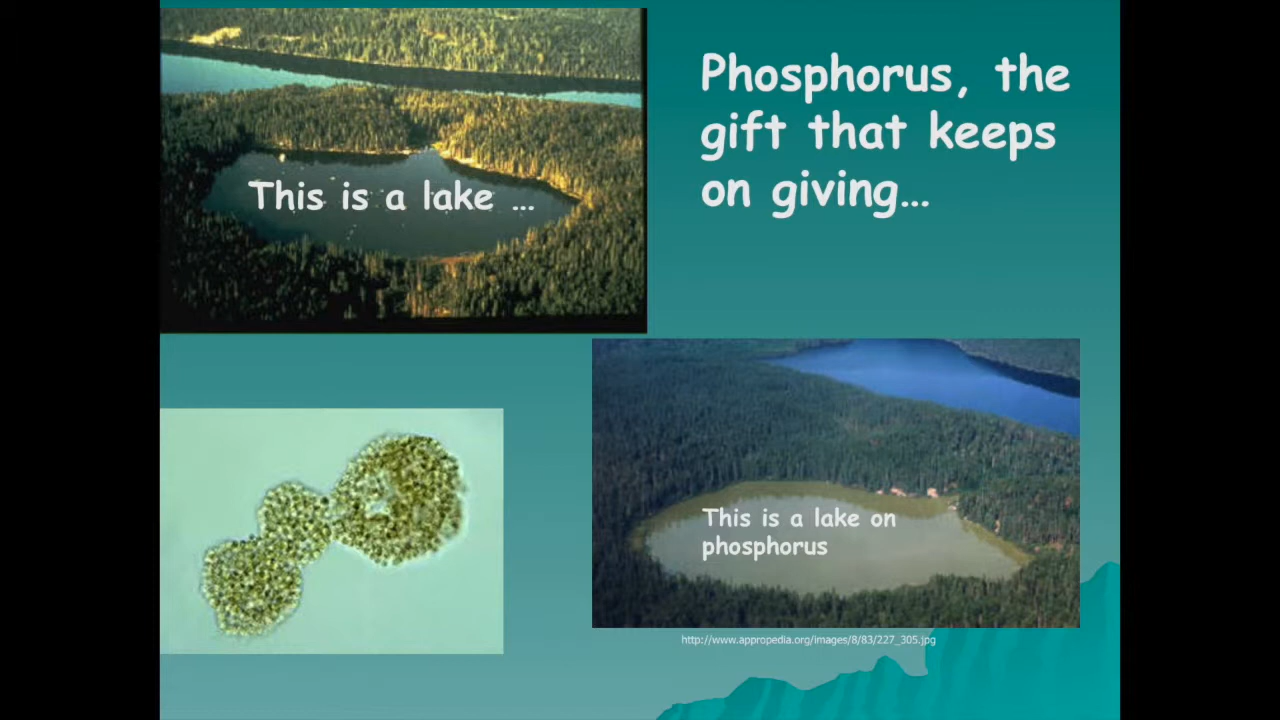 Phosphorus, the
gift that keeps
on giving...
This is a lake ...
This is a lake on
phosphorus
http://www.appropedia.org/images/8/83/227_305.jpg